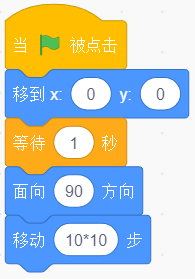 当 被点击
移到 x: 0 y: 0
等待 1 秒
面向 90 方向
移动 10*10 步